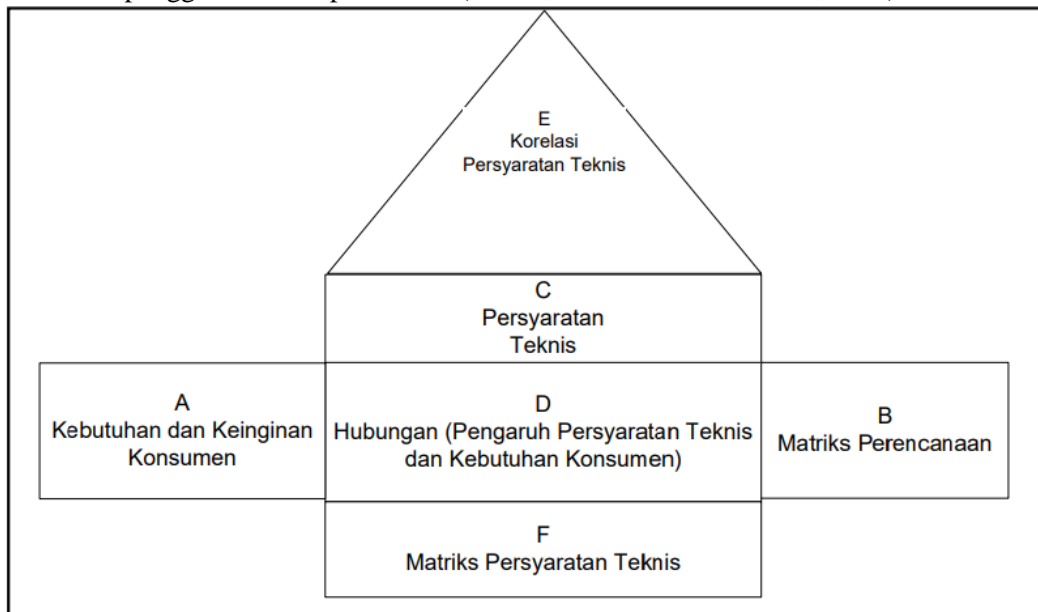 E
Korelasi
Persyaratan Teknis
C
Persyaratan
Teknis
A
Kebutuhan dan Keinginan
Konsumen
D
Hubungan (Pengaruh Persyaratan Teknis
dan Kebutuhan Konsumen)
B
Matriks Perencanaan
F
Matriks Persyaratan Teknis